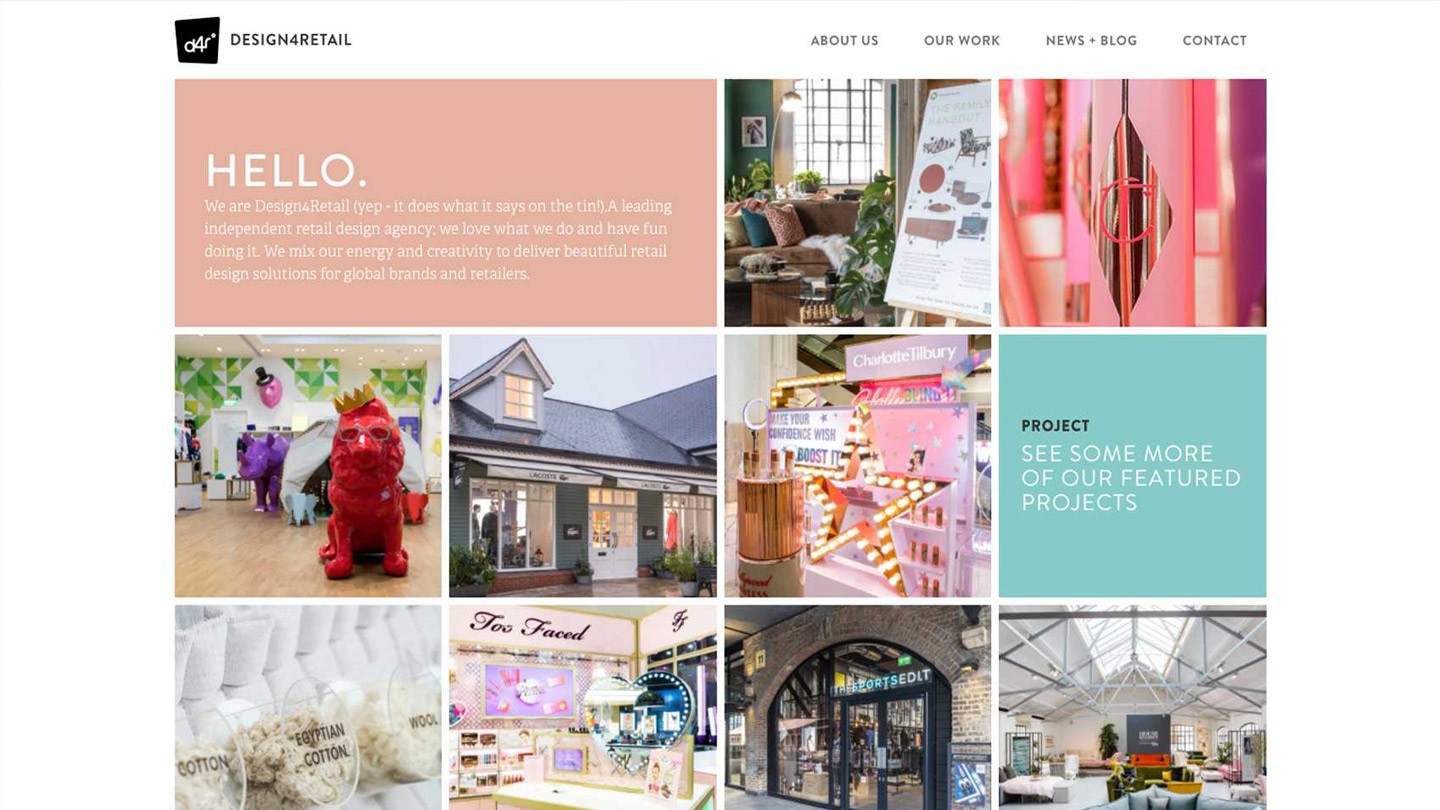 d4r
DESIGN4RETAIL
ABOUT US
OUR WORK
NEWS + BLOG
CONTACT
HELLO.
We are Design4Retail (yep - it does what it says on the tin!).A leading
independent retail design agency; we love what we do and have fun
doing it. We mix our energy and creativity to deliver beautiful retail
design solutions for global brands and retailers.
THE FAMILY
HANGOUT
LACOSTE
CharlotteTilbury
MAKE YOUR
CONFIDENCE WISH
BOOST IT
PROJECT
SEE SOME MORE
OF OUR FEATURED
PROJECTS
COTTON
EGYPTIAN
COTTON
WOOL
Too Faced
11
THE SPORTSEDIT